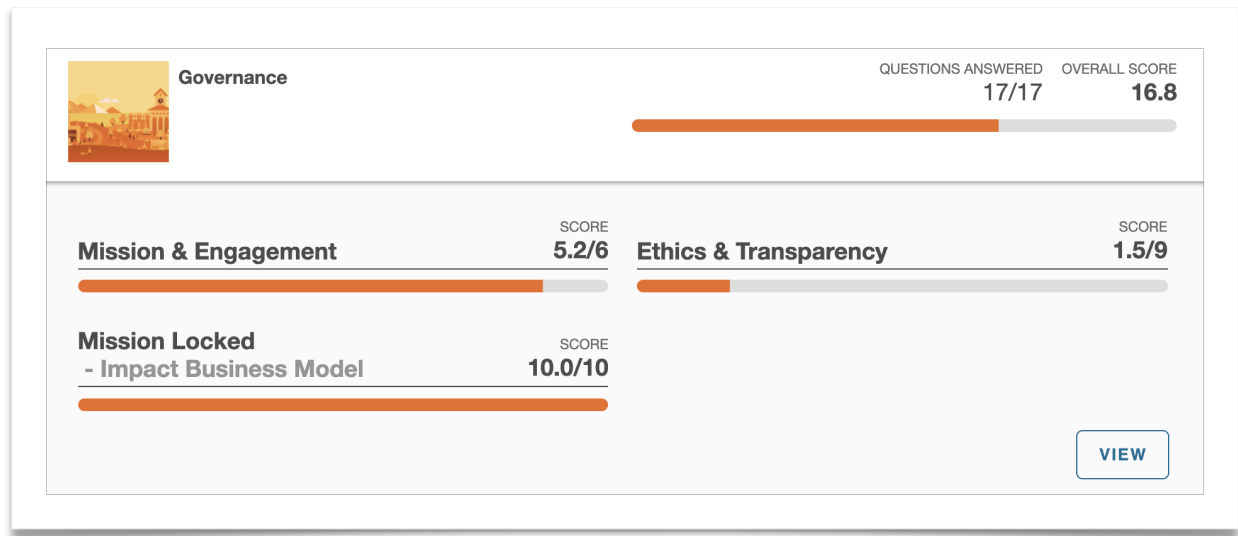 Governance
QUESTIONS ANSWERED
17/17
OVERALL SCORE
16.8
Mission & Engagement
SCORE
5.2/6
Ethics & Transparency
SCORE
1.5/9
Mission Locked
- Impact Business Model
SCORE
10.0/10
VIEW